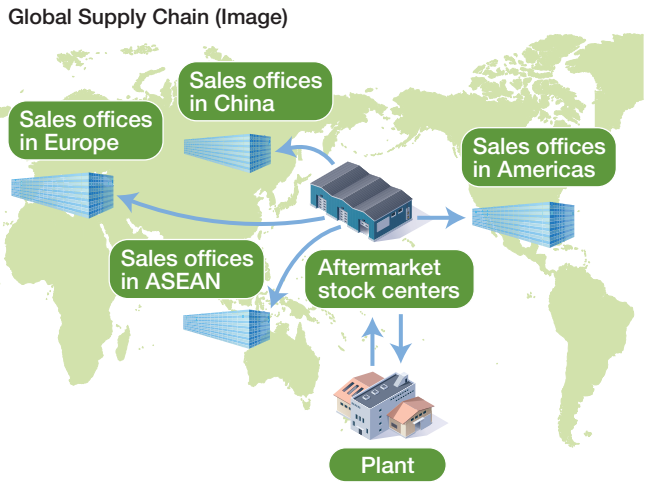 Global Supply Chain (Image)
Sales offices
in China
Sales offices
in Europe
Sales offices
in Americas
Sales offices
in ASEAN
Aftermarket
stock centers
Plant